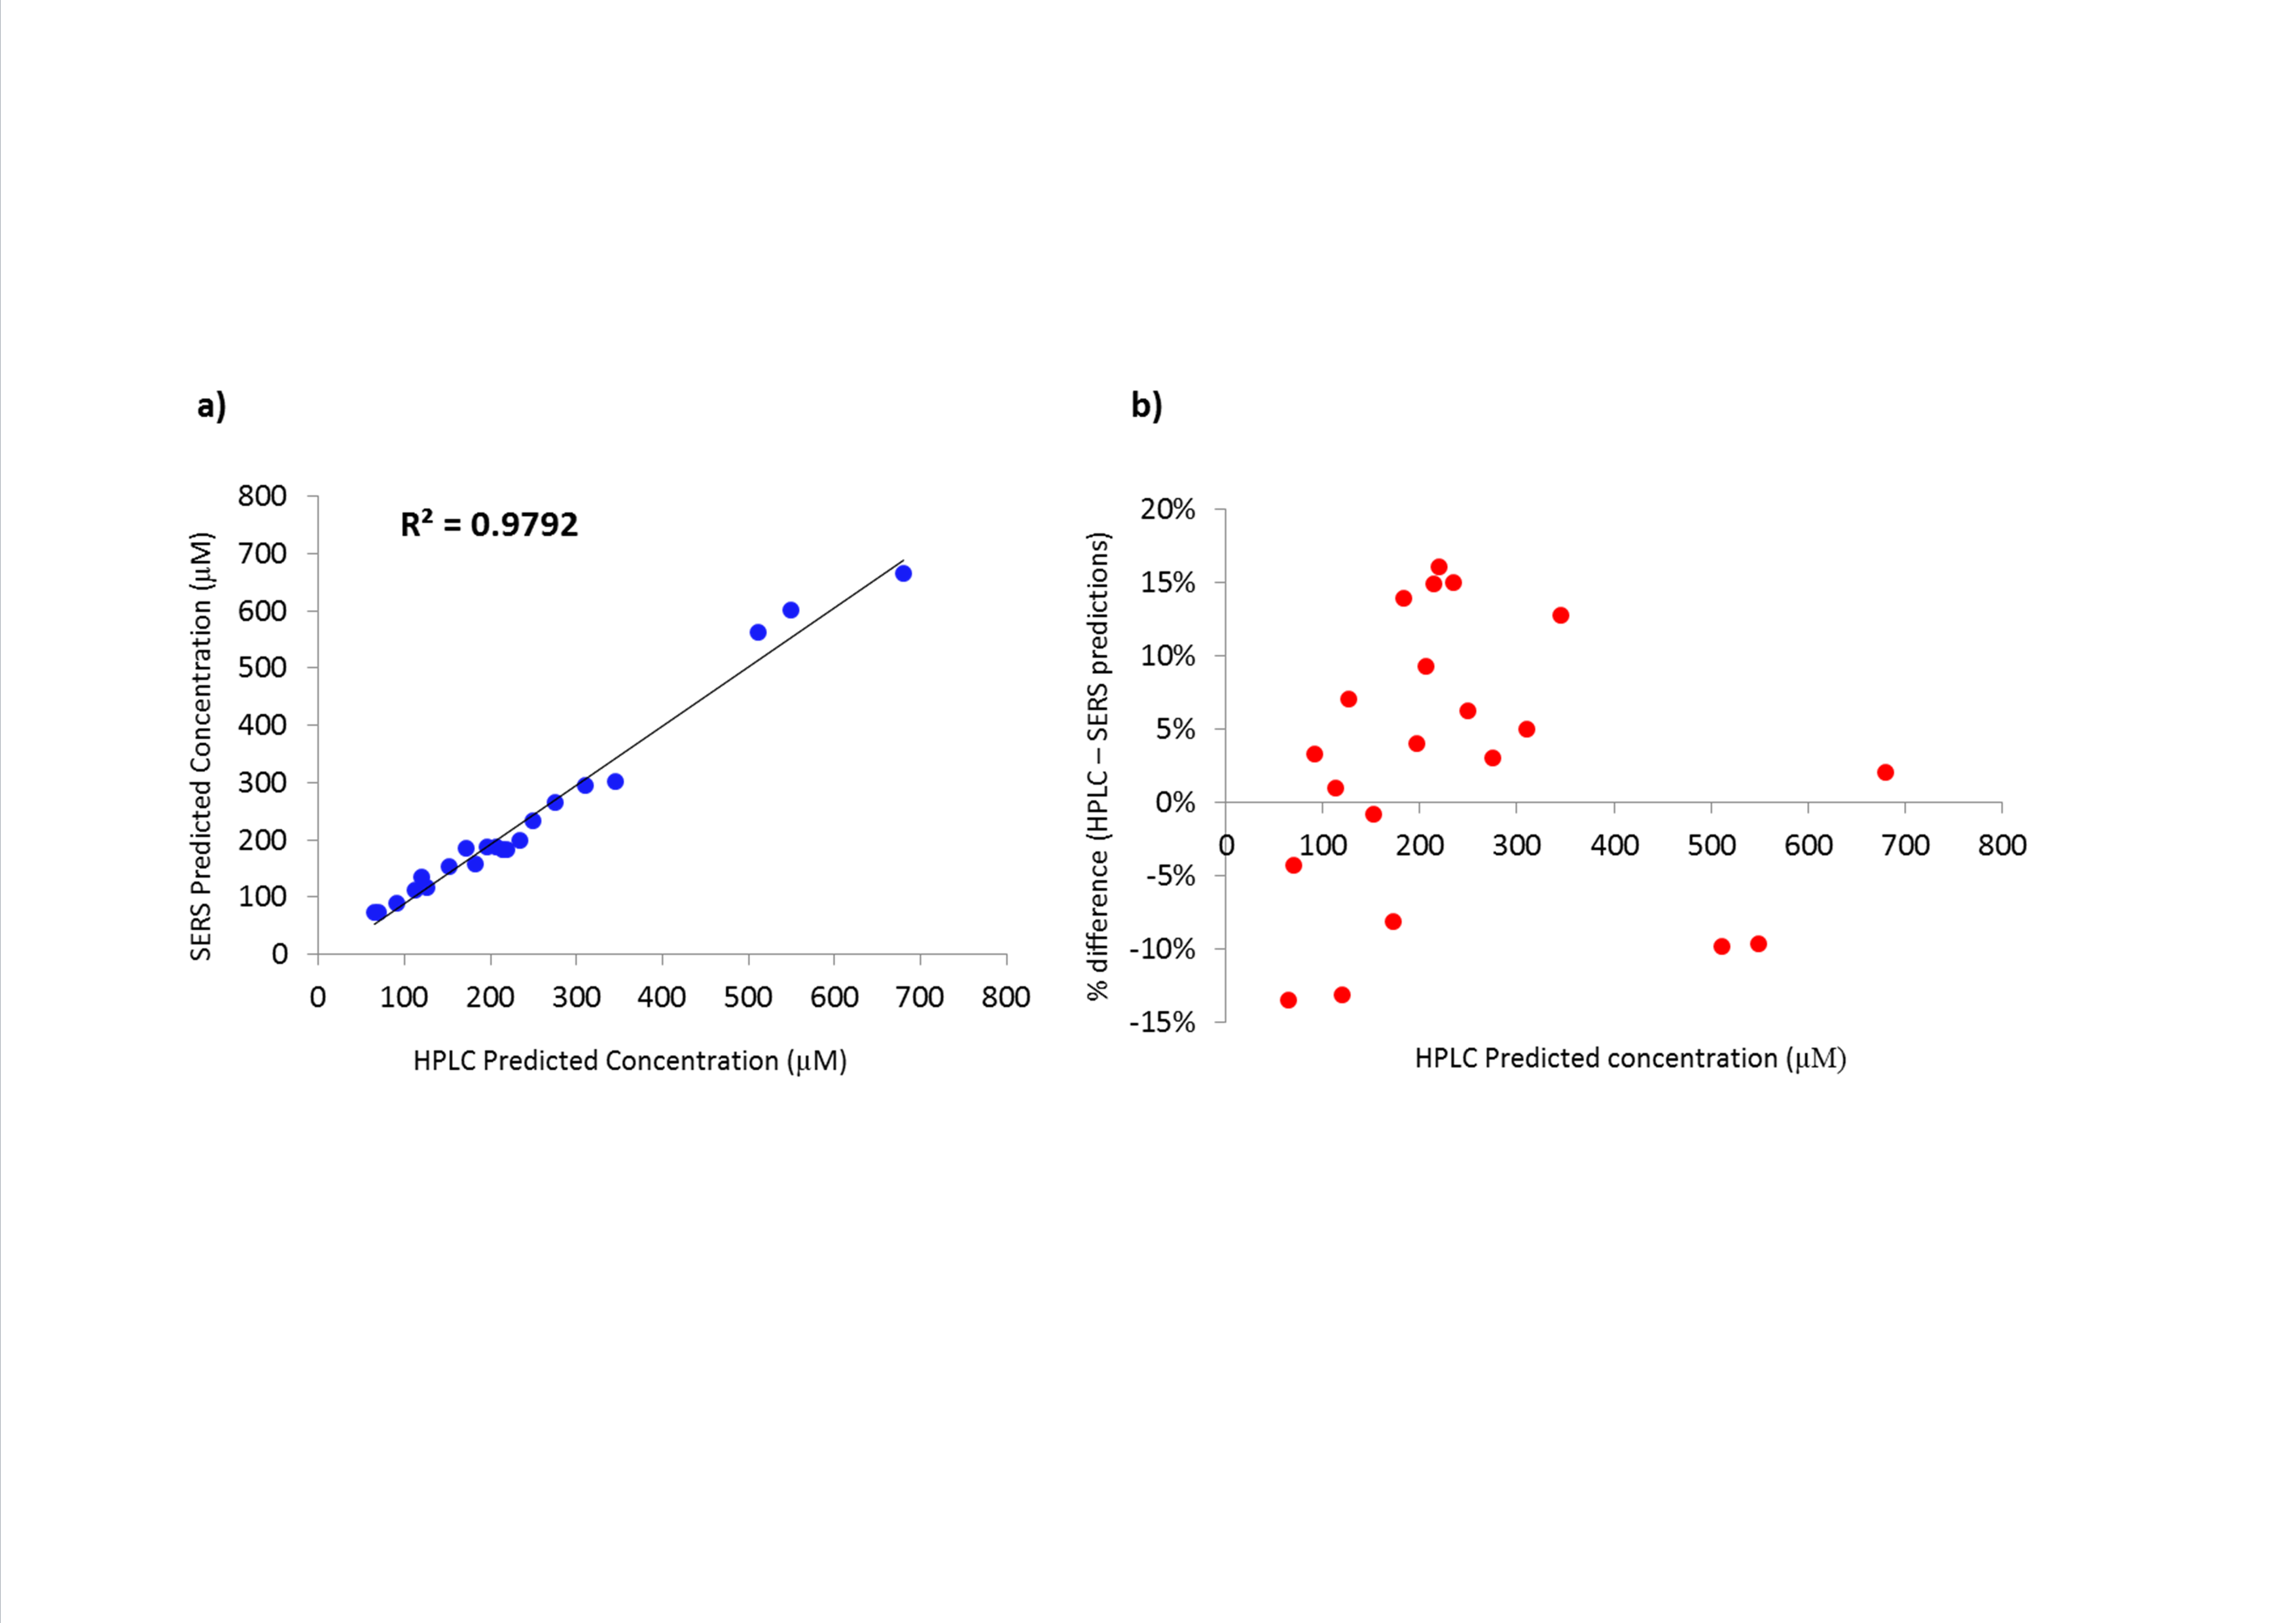 a)
R² = 0.9792
SERS Predicted Concentration (μM)
800
700
600
500
400
300
200
100
0
0 100 200 300 400 500 600 700 800
HPLC Predicted Concentration (μM)
b)
% difference (HPLC – SERS predictions)
20%
15%
10%
5%
0%
-5%
-10%
-15%
0 100 200 300 400 500 600 700 800
HPLC Predicted concentration (μM)